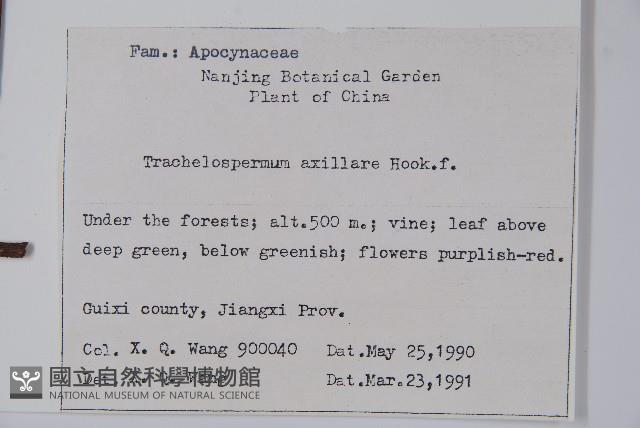 Fam.: Apocynaceae
Nanjing Botanical Garden
Plant of China
Trachelospermum axillare Hook.f.
Under the forests; alt.500 m.; vine; leaf above
deep green, below greenish; flowers purplish-red.
Guixi county, Jiangxi Prov.
Col. X. Q. Wang 900040 Dat.May 25,1990
Det. X. Q. Wang Dat.Mar.23,1991
國立自然科學博物館
NATIONAL MUSEUM OF NATURAL SCIENCE